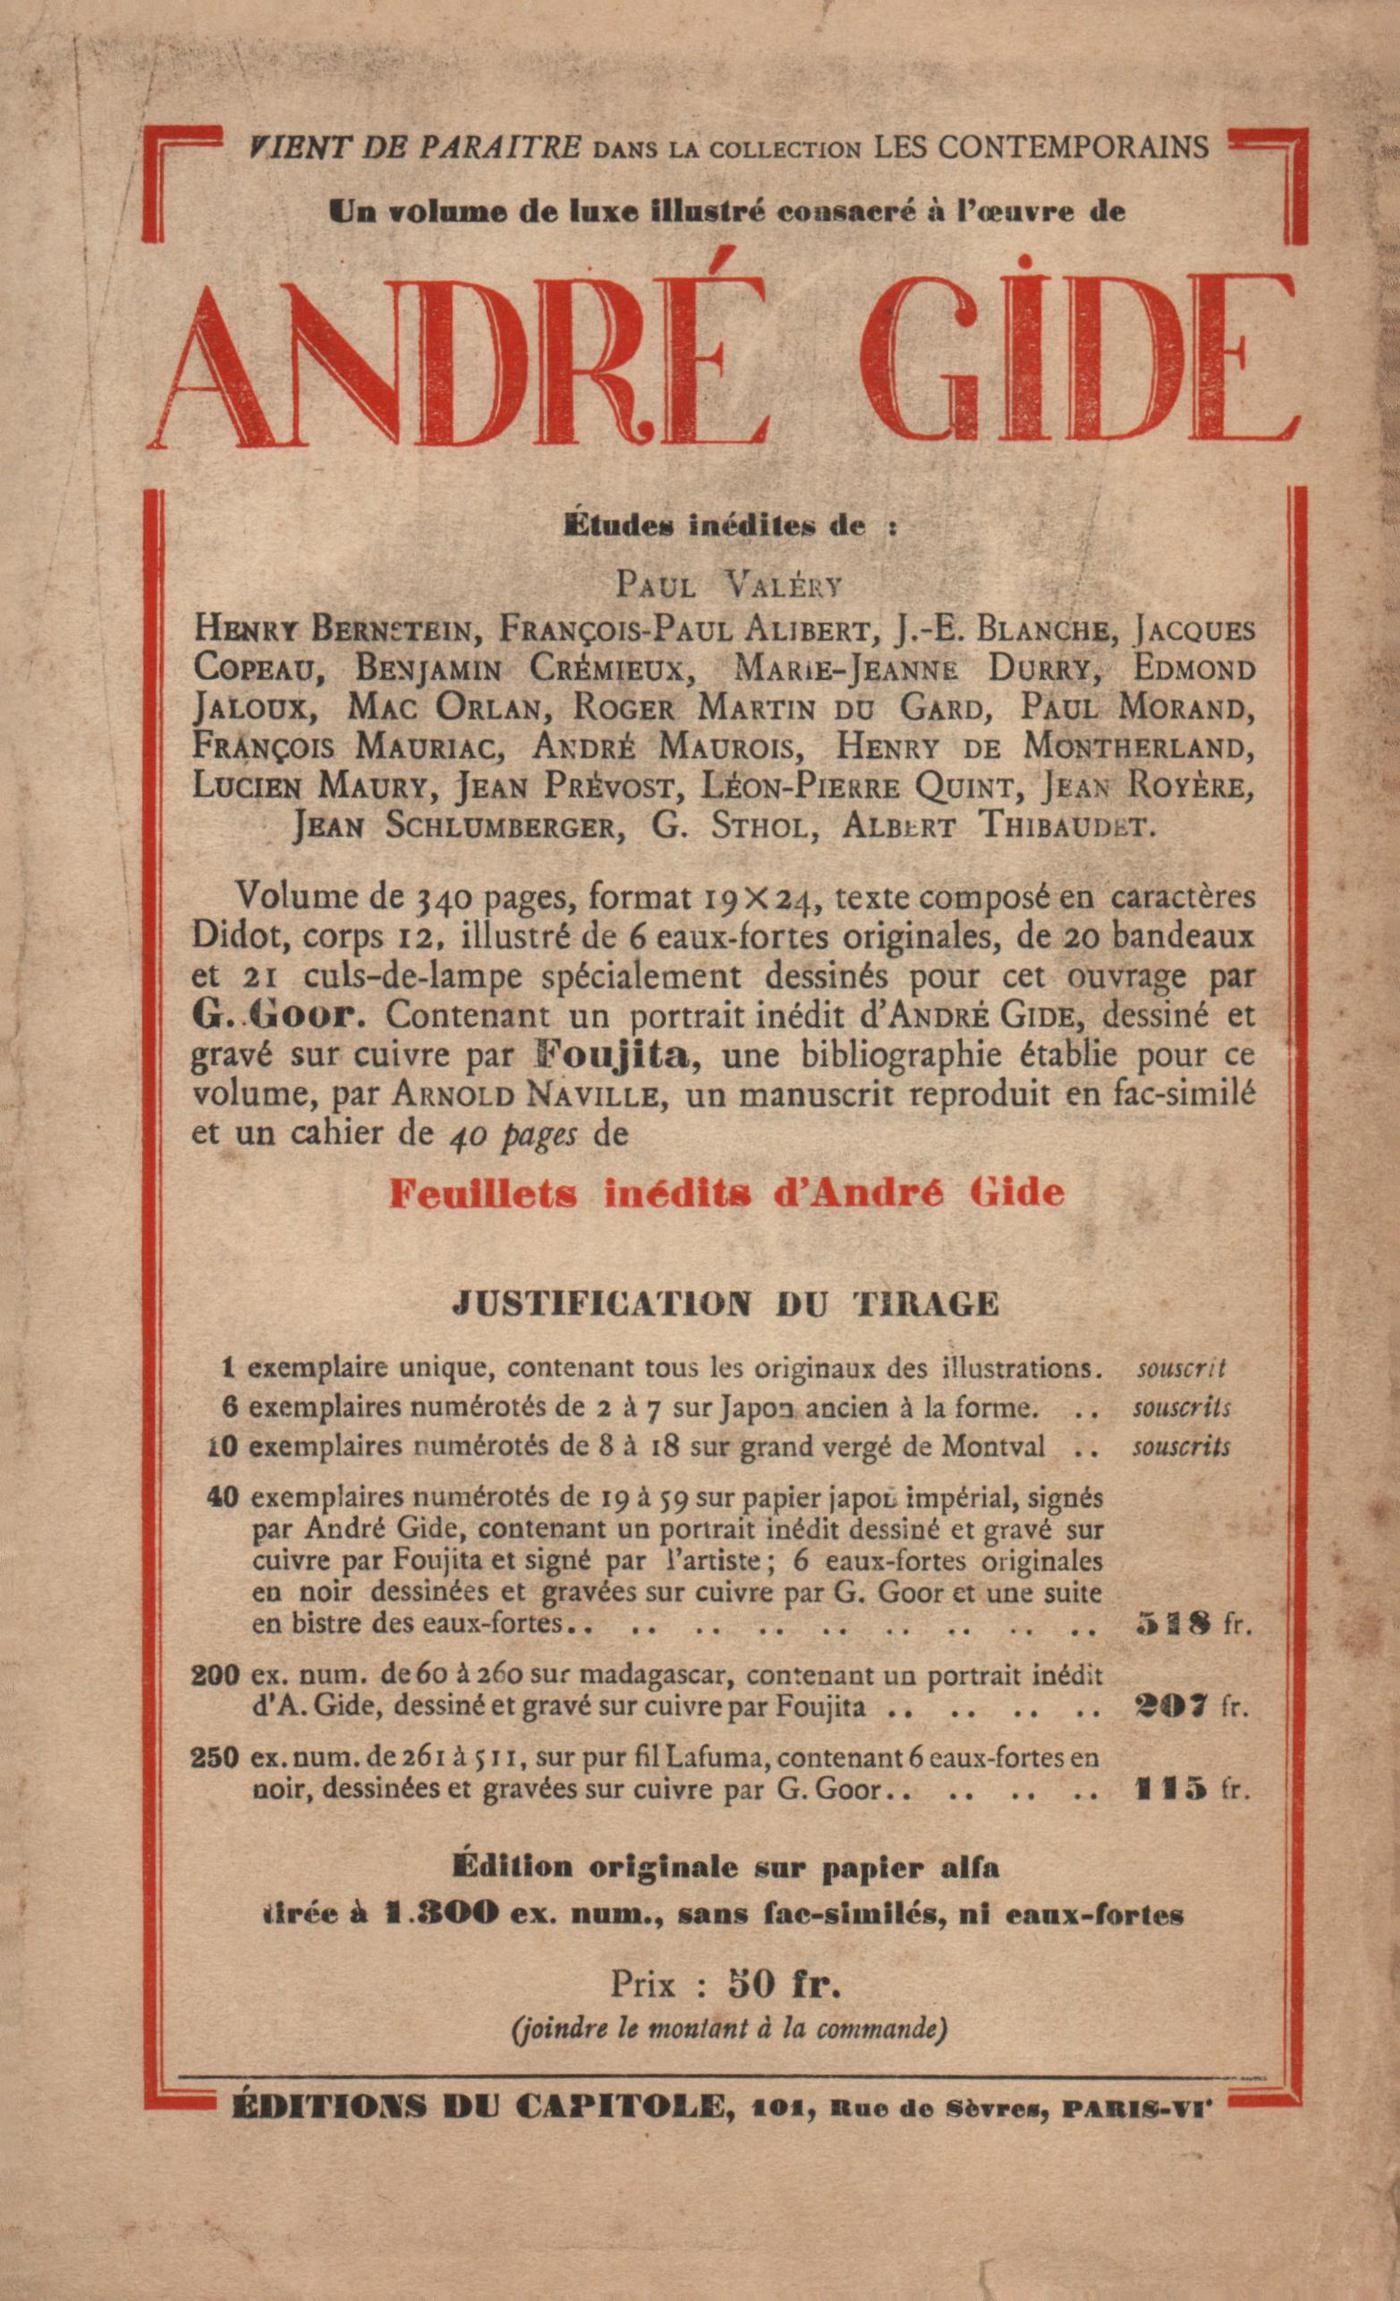 VIENT DE PARAITRE DANS LA COLLECTION LES CONTEMPORAINS
Un volume de luxe illustré consacré à l'œuvre de
ANDRÉ GIDE
Études inédites de :
PAUL VALÉRY
HENRY BERNSTEIN, FRANÇOIS-PAUL ALIBERT, J.-E. BLANCHE, JACQUES
COPEAU, BENJAMIN CRÉMIEUX, MARIE-JEANNE DURRY, EDMOND
JALOUX, MAC ORLAN, ROGER MARTIN DU GARD, PAUL MORAND,
FRANÇOIS MAURIAC, ANDRÉ MAUROIS, HENRY DE MONTHERLAND,
LUCIEN MAURY, JEAN PRÉVOST, LÉON-PIERRE QUINT, JEAN ROYÈRE,
JEAN SCHLUMBERGER, G. STHOL, ALBERT THIBAUDET.
Volume de 340 pages, format 19×24, texte composé en caractères
Didot, corps 12, illustré de 6 eaux-fortes originales, de 20 bandeaux
et 21 culs-de-lampe spécialement dessinés pour cet ouvrage par
G. Goor. Contenant un portrait inédit d'ANDRÉ GIDE, dessiné et
gravé sur cuivre par Foujita, une bibliographie établie pour ce
volume, par ARNOLD NAVILLE, un manuscrit reproduit en fac-similé
et un cahier de 40 pages de
Feuillets inédits d'André Gide
JUSTIFICATION DU TIRAGE
1 exemplaire unique, contenant tous les originaux des illustrations. souscrit
6 exemplaires numérotés de 2 à 7 sur Japon ancien à la forme. .. souscrits
10 exemplaires numérotés de 8 à 18 sur grand vergé de Montval .. souscrits
40 exemplaires numérotés de 19 à 59 sur papier japon impérial, signés
par André Gide, contenant un portrait inédit dessiné et gravé sur
cuivre par Foujita et signé par l'artiste; 6 eaux-fortes originales
en noir dessinées et gravées sur cuivre par G. Goor et une suite
en bistre des eaux-fortes.. .. .. .. .. .. .. .. .. 518 fr.
200 ex. num. de 60 à 260 sur madagascar, contenant un portrait inédit
d'A. Gide, dessiné et gravé sur cuivre par Foujita .. .. .. .. 207 fr.
250 ex. num. de 261 à 511, sur pur fil Lafuma, contenant 6 eaux-fortes en
noir, dessinées et gravées sur cuivre par G. Goor.. .. .. .. 115 fr.
Édition originale sur papier alfa
tirée à 1.300 ex. num., sans fac-similés, ni eaux-fortes
Prix : 50 fr.
(joindre le montant à la commande)
ÉDITIONS DU CAPITOLE, 101, Rue de Sèvres, PARIS-VIe